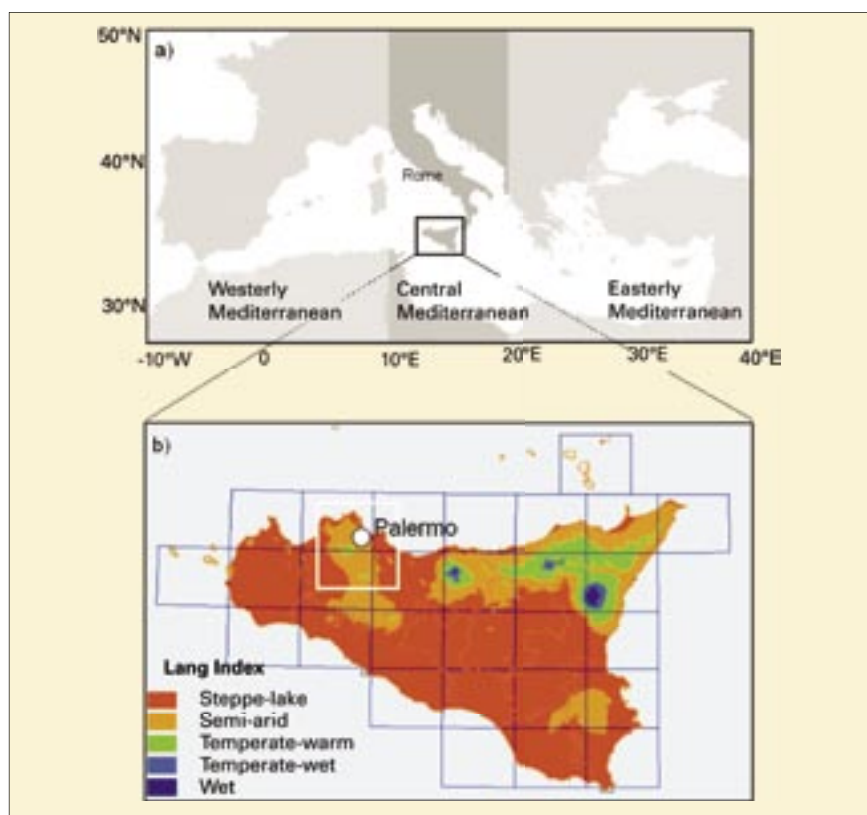 50°N
a)
40°N
Rome
30°N
Westerly
Mediterranean
Central
Mediterranean
Easterly
Mediterranean
-10°W
0
10°E
20°E
30°E
40°E
b)
Palermo
Lang Index
Steppe-lake
Semi-arid
Temperate-warm
Temperate-wet
Wet